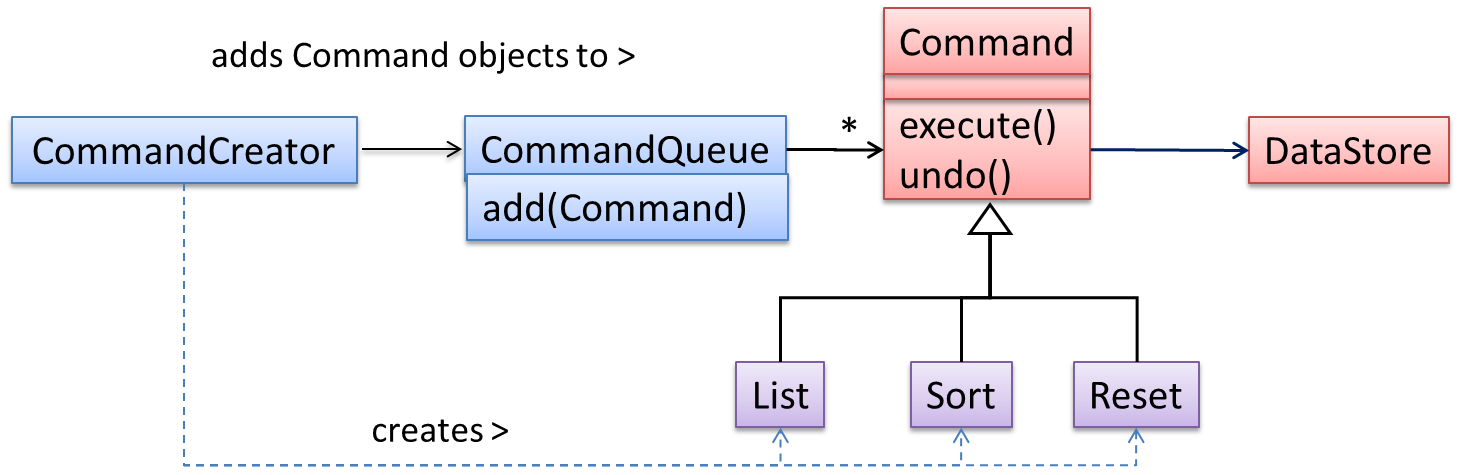 adds Command objects to >
CommandCreator
CommandQueue
add(Command)
*
Command
execute()
undo()
DataStore
List
Sort
Reset
creates >